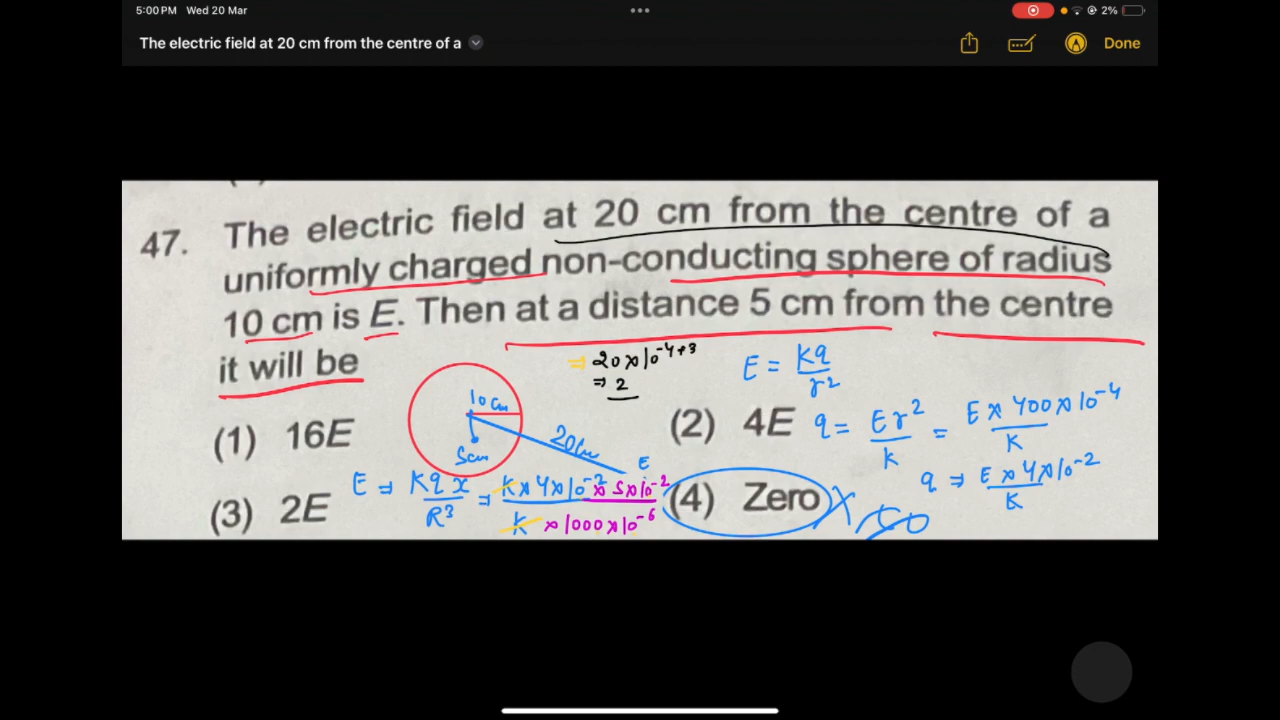 5:00 PM Wed 20 Mar
2%
The electric field at 20 cm from the centre of a
Done
47. The electric field at 20 cm from the centre of a
uniformly charged non-conducting sphere of radius
10 cm is E. Then at a distance 5 cm from the centre
it will be
⇒ 20×10⁻⁴⁺³
⇒ 2
E = Kq/r²
10 cm
5cm
20cm
E
(1) 16E
(2) 4E
q = Er²/K = E×400×10⁻⁴/K
q ⇒ E×4×10⁻²/K
(3) 2E
E ⇒ Kqx/R³ ⇒ K×4×10⁻²×5×10⁻²/K×1000×10⁻⁶
(4) Zero